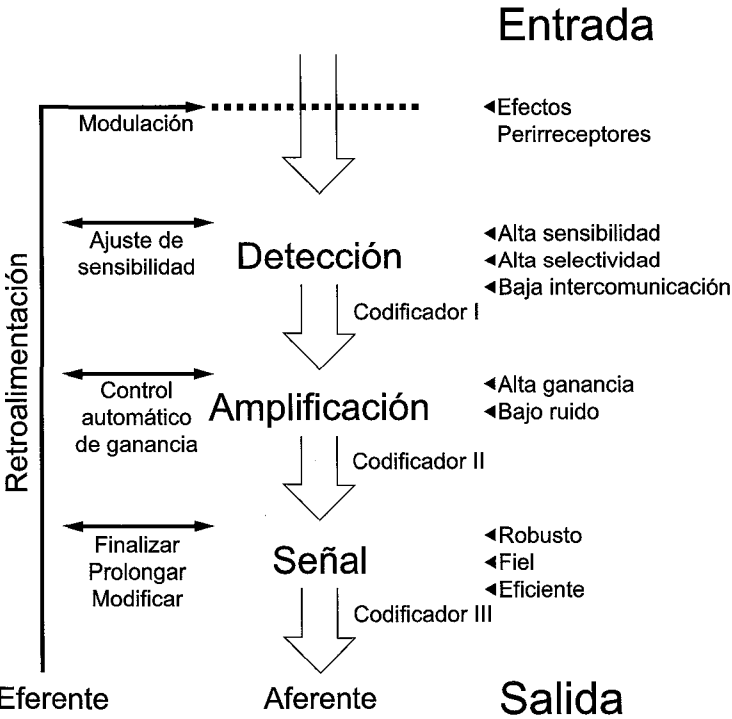 Entrada
Modulación
Efectos
Perirreceptores
Retroalimentación
Ajuste de
sensibilidad
Detección
Alta sensibilidad
Alta selectividad
Baja intercomunicación
Codificador I
Control
automático
de ganancia
Amplificación
Alta ganancia
Bajo ruido
Codificador II
Finalizar
Prolongar
Modificar
Señal
Robusto
Fiel
Eficiente
Codificador III
Eferente
Aferente
Salida